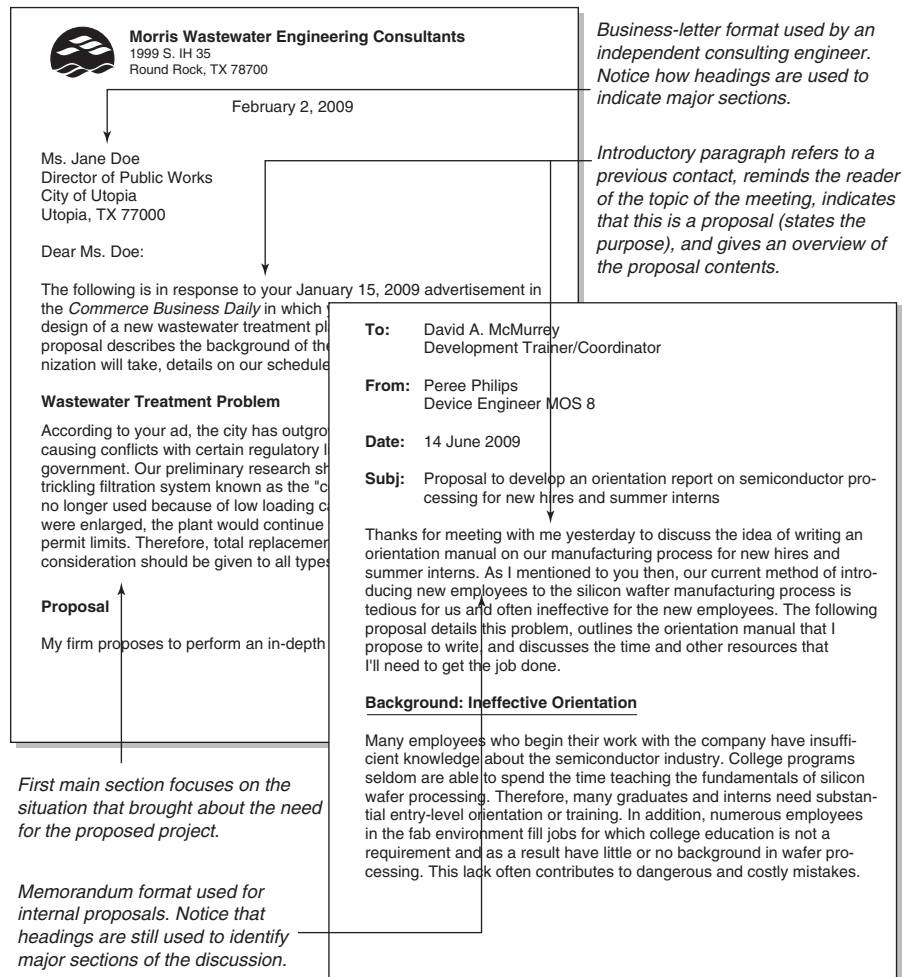 Morris Wastewater Engineering Consultants
1999 S. IH 35
Round Rock, TX 78700
February 2, 2009
Ms. Jane Doe
Director of Public Works
City of Utopia
Utopia, TX 77000
Dear Ms. Doe:
The following is in response to your January 15, 2009 advertisement in
the Commerce Business Daily in which
design of a new wastewater treatment
proposal describes the background of the
nization will take, details on our schedule
Wastewater Treatment Problem
According to your ad, the city has
causing conflicts with certain regulatory
government. Our preliminary research
trickling filtration system known as the
no longer used because of low loading
were enlarged, the plant would continue
permit limits. Therefore, total
consideration should be given to all types
Proposal
My firm proposes to perform an in-depth
Business-letter format used by an
independent consulting engineer.
Notice how headings are used to
indicate major sections.
Introductory paragraph refers to a
previous contact, reminds the reader
of the topic of the meeting, indicates
that this is a proposal (states the
purpose), and gives an overview of
the proposal contents.
To: David A. McMurrey
Development Trainer/Coordinator
From: Peree Philips
Device Engineer MOS 8
Date: 14 June 2009
Subj: Proposal to develop an orientation report on semiconductor pro-
cessing for new hires and summer interns
Thanks for meeting with me yesterday to discuss the idea of writing an
orientation manual on our manufacturing process for new hires and
summer interns. As I mentioned to you then, our current method of intro-
ducing new employees to the silicon wafter manufacturing process is
tedious for us and often ineffective for the new employees. The following
proposal details this problem, outlines the orientation manual that I
propose to write, and discusses the time and other resources that
I'll need to get the job done.
Background: Ineffective Orientation
Many employees who begin their work with the company have insuffi-
cient knowledge about the semiconductor industry. College programs
seldom are able to spend the time teaching the fundamentals of silicon
wafer processing. Therefore, many graduates and interns need substan-
tial entry-level orientation or training. In addition, numerous employees
in the fab environment fill jobs for which college education is not a
requirement and as a result have little or no background in wafer pro-
cessing. This lack often contributes to dangerous and costly mistakes.
First main section focuses on the
situation that brought about the need
for the proposed project.
Memorandum format used for
internal proposals. Notice that
headings are still used to identify
major sections of the discussion.